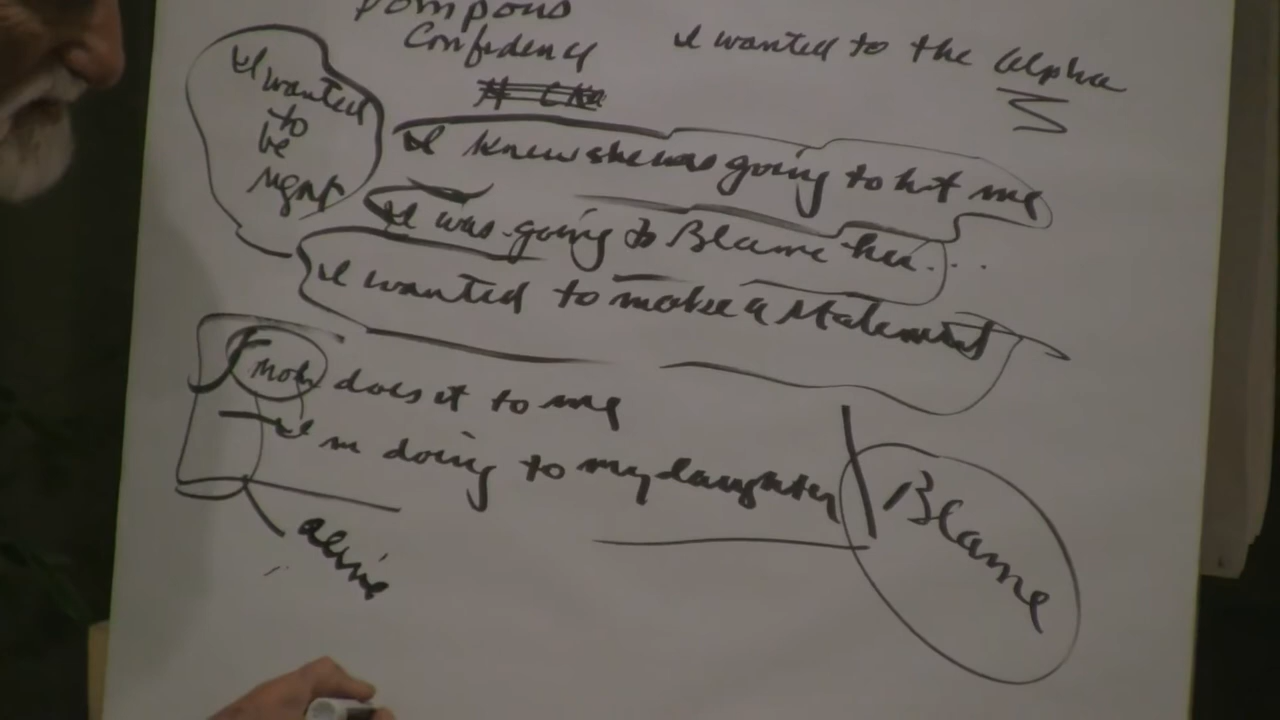 Pompous
Confidency
I wanted to the alpha
I wanted
to
be
right
I knew she was going to hit me
I was going to Blame her...
I wanted to make a Statement
mom does it to me
I'm doing to my daughter
Blame
alive